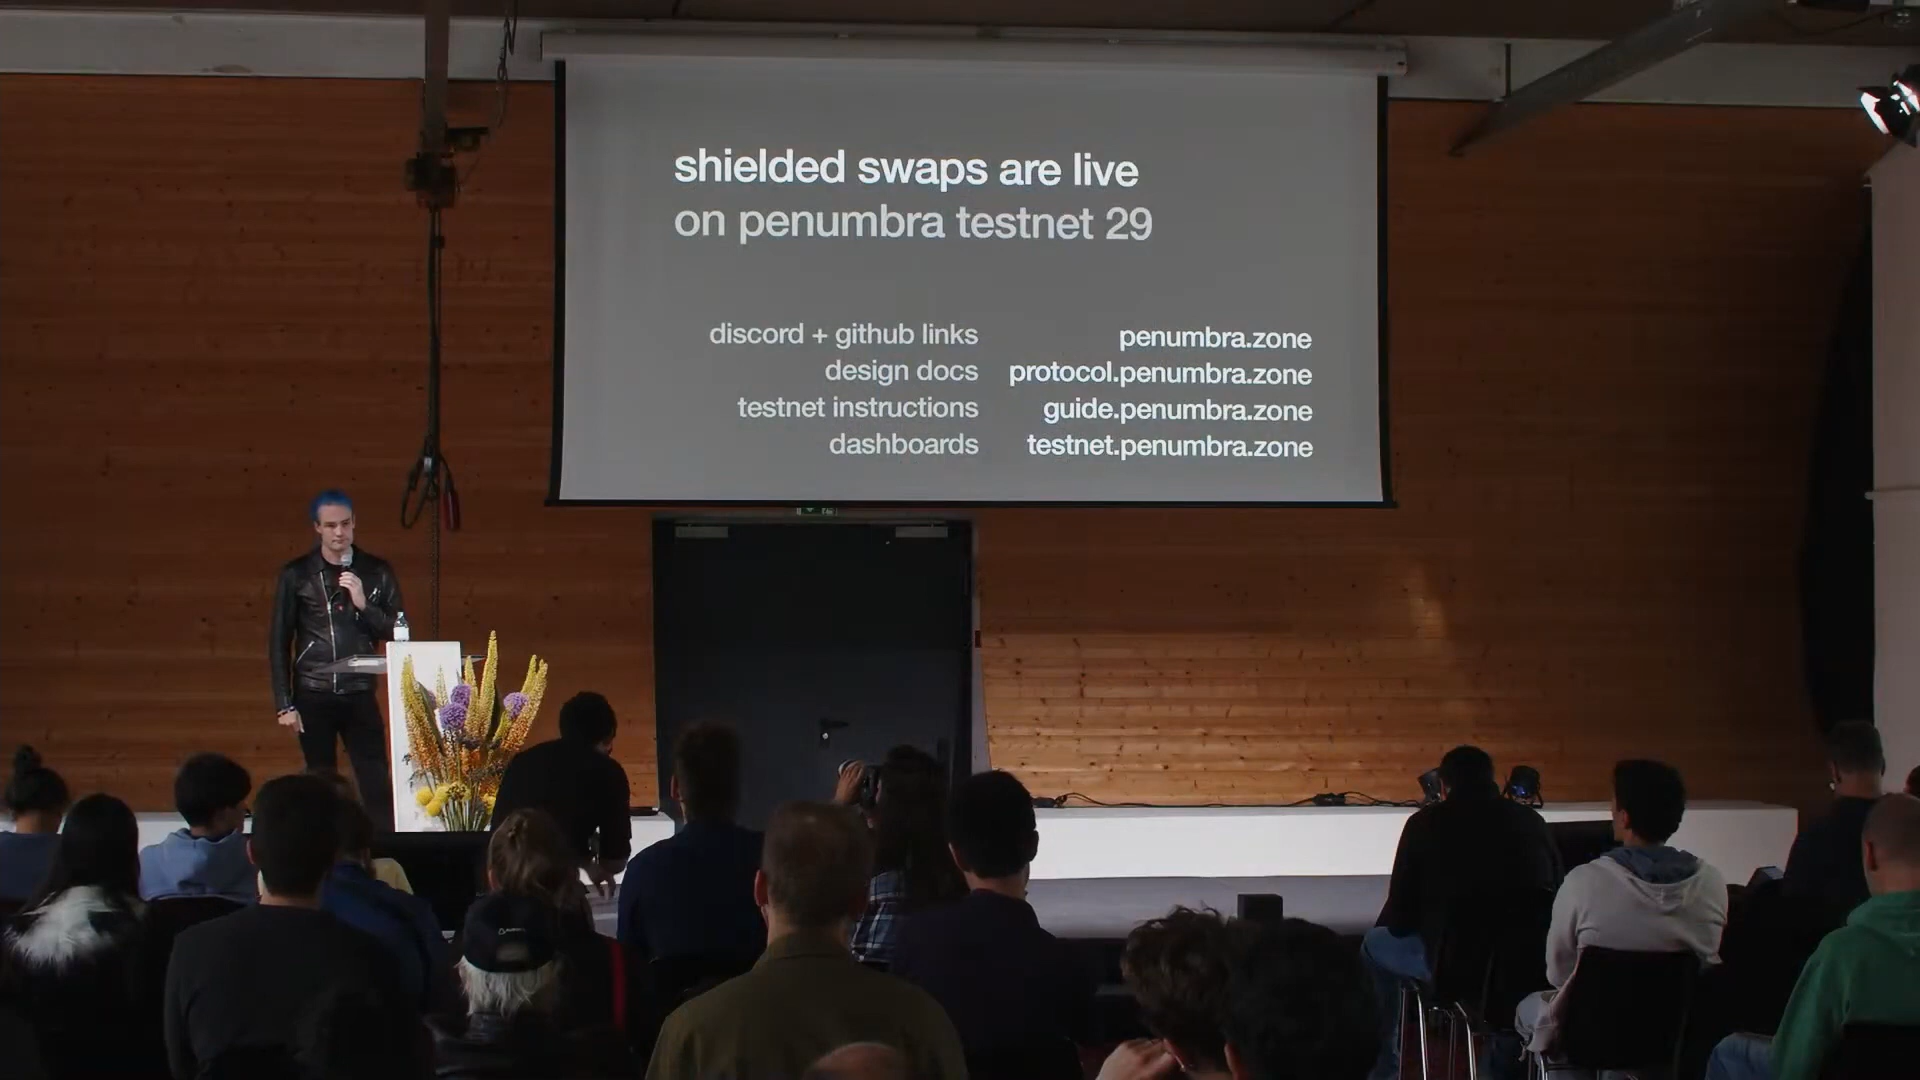 shielded swaps are live
on penumbra testnet 29
discord + github links penumbra.zone
design docs protocol.penumbra.zone
testnet instructions guide.penumbra.zone
dashboards testnet.penumbra.zone